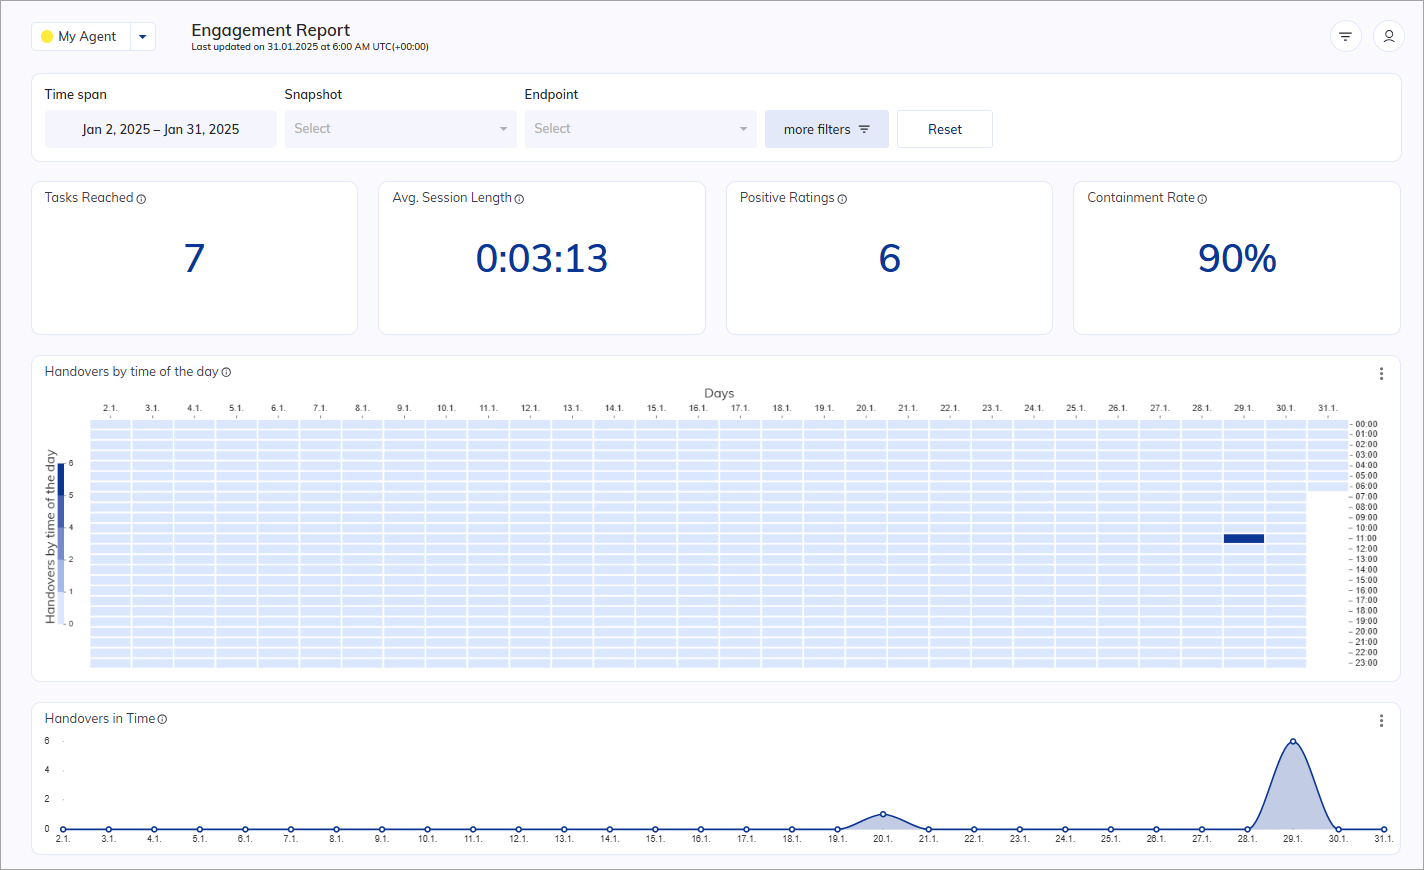 My Agent
Engagement Report
Last updated on 31.01.2025 at 6:00 AM UTC(+00:00)
Time span
Snapshot
Endpoint
Jan 2, 2025 – Jan 31, 2025
Select
Select
more filters
Reset
Tasks Reached
Avg. Session Length
Positive Ratings
Containment Rate
7
0:03:13
6
90%
Handovers by time of the day
Days
2.1. 3.1. 4.1. 5.1. 6.1. 7.1. 8.1. 9.1. 10.1. 11.1. 12.1. 13.1. 14.1. 15.1. 16.1. 17.1. 18.1. 19.1. 20.1. 21.1. 22.1. 23.1. 24.1. 25.1. 26.1. 27.1. 28.1. 29.1. 30.1. 31.1.
Handovers by time of the day
6
5
4
2
1
0
00:00
01:00
02:00
03:00
04:00
05:00
06:00
07:00
08:00
09:00
10:00
11:00
12:00
13:00
14:00
15:00
16:00
17:00
18:00
19:00
20:00
21:00
22:00
23:00
Handovers in Time
6
4
2
0
2.1. 3.1. 4.1. 5.1. 6.1. 7.1. 8.1. 9.1. 10.1. 11.1. 12.1. 13.1. 14.1. 15.1. 16.1. 17.1. 18.1. 19.1. 20.1. 21.1. 22.1. 23.1. 24.1. 25.1. 26.1. 27.1. 28.1. 29.1. 30.1. 31.1.